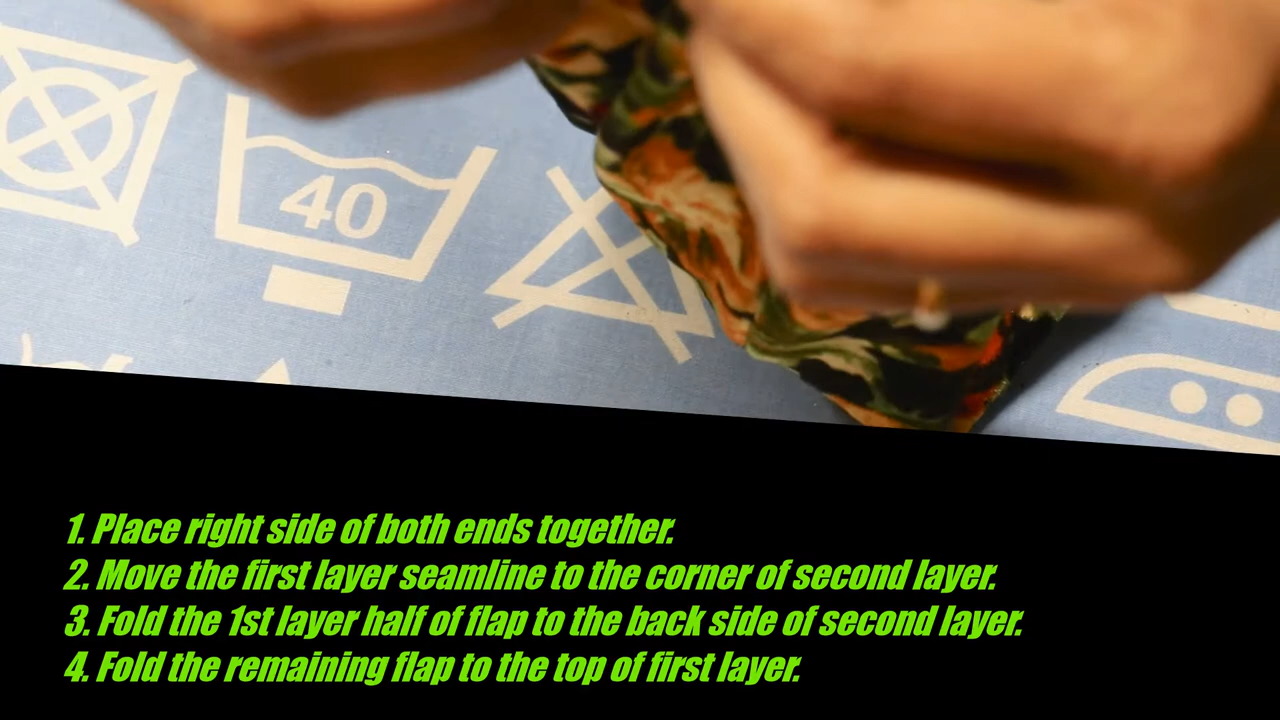 40
1. Place right side of both ends together.
2. Move the first layer seamline to the corner of second layer.
3. Fold the 1st layer half of flap to the back side of second layer.
4. Fold the remaining flap to the top of first layer.